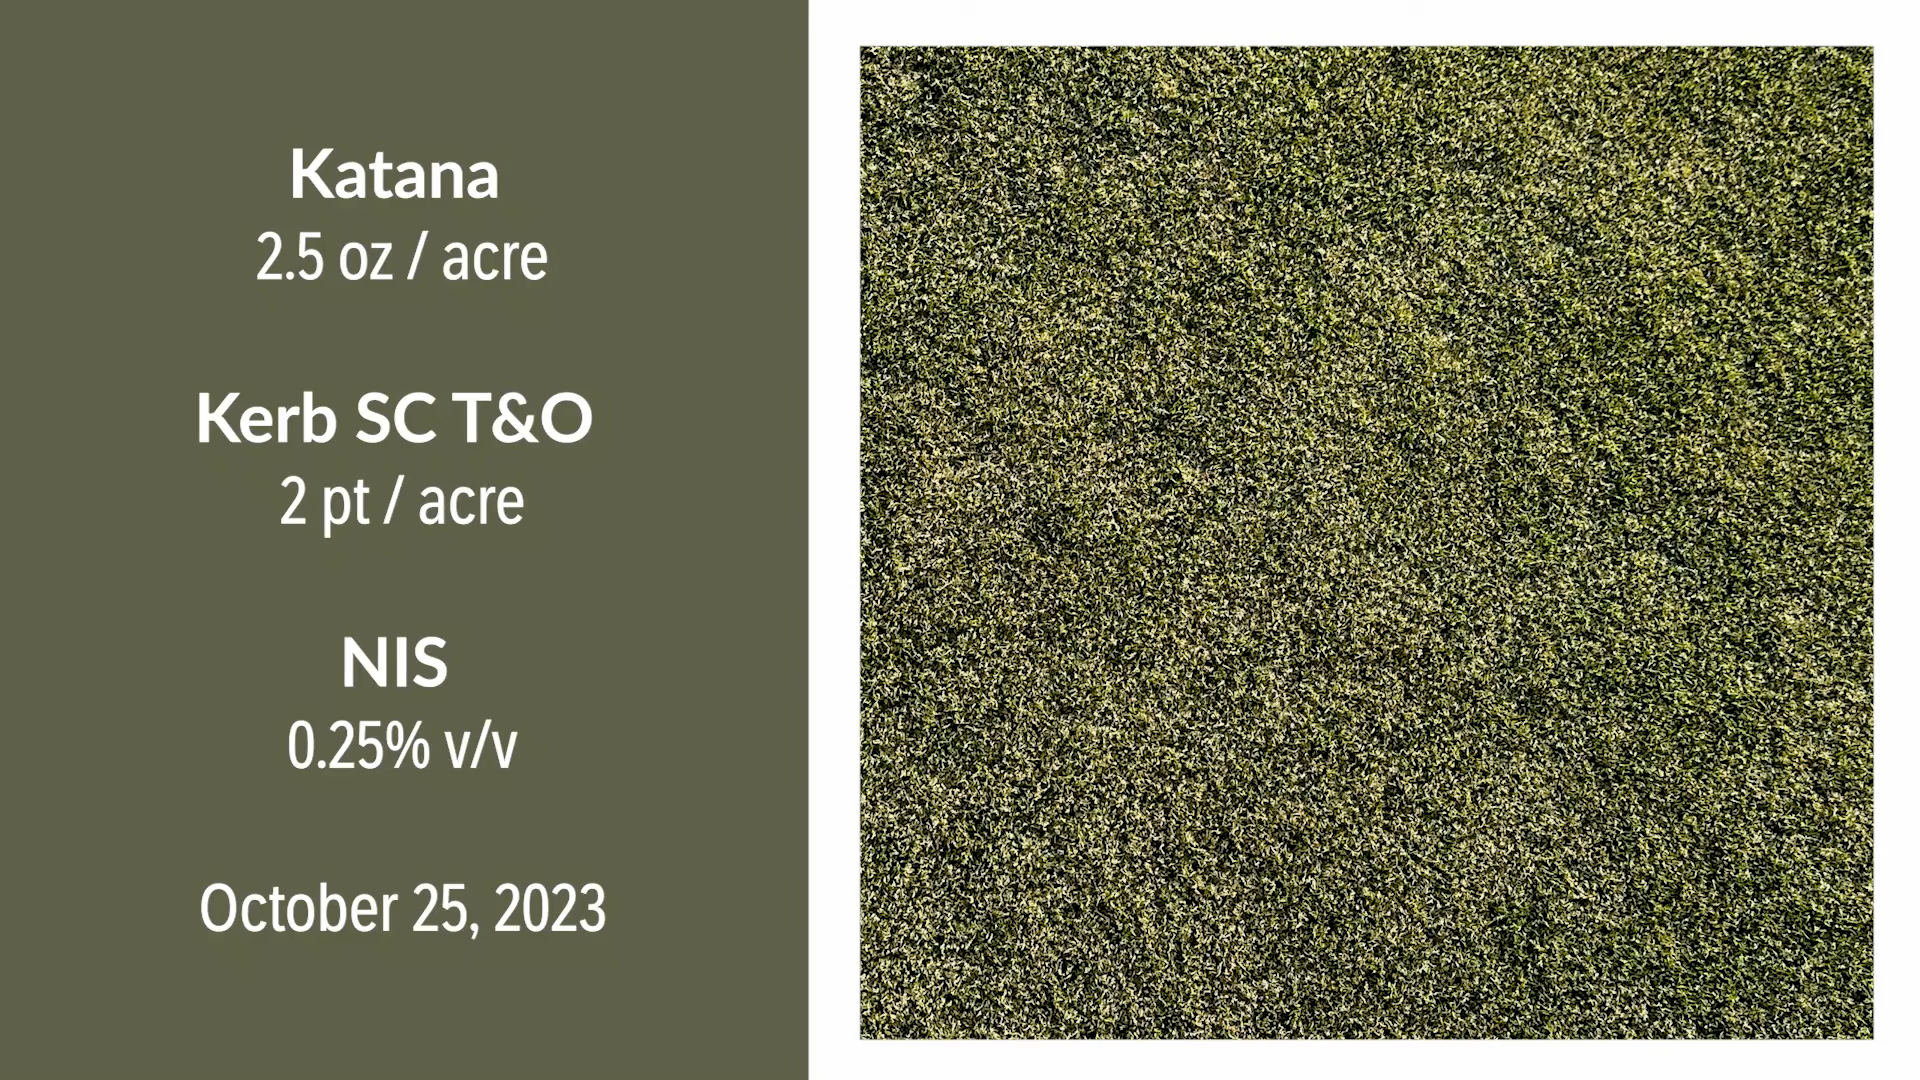 Katana
2.5 oz / acre
Kerb SC T&O
2 pt / acre
NIS
0.25% v/v
October 25, 2023